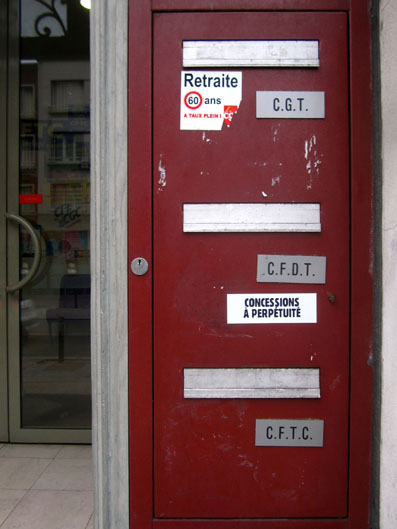 Retraite
60 ans
A TAUX PLEIN !
C.G.T.
C.F.D.T.
CONCESSIONS
À PERPÉTUITÉ
C.F.T.C.